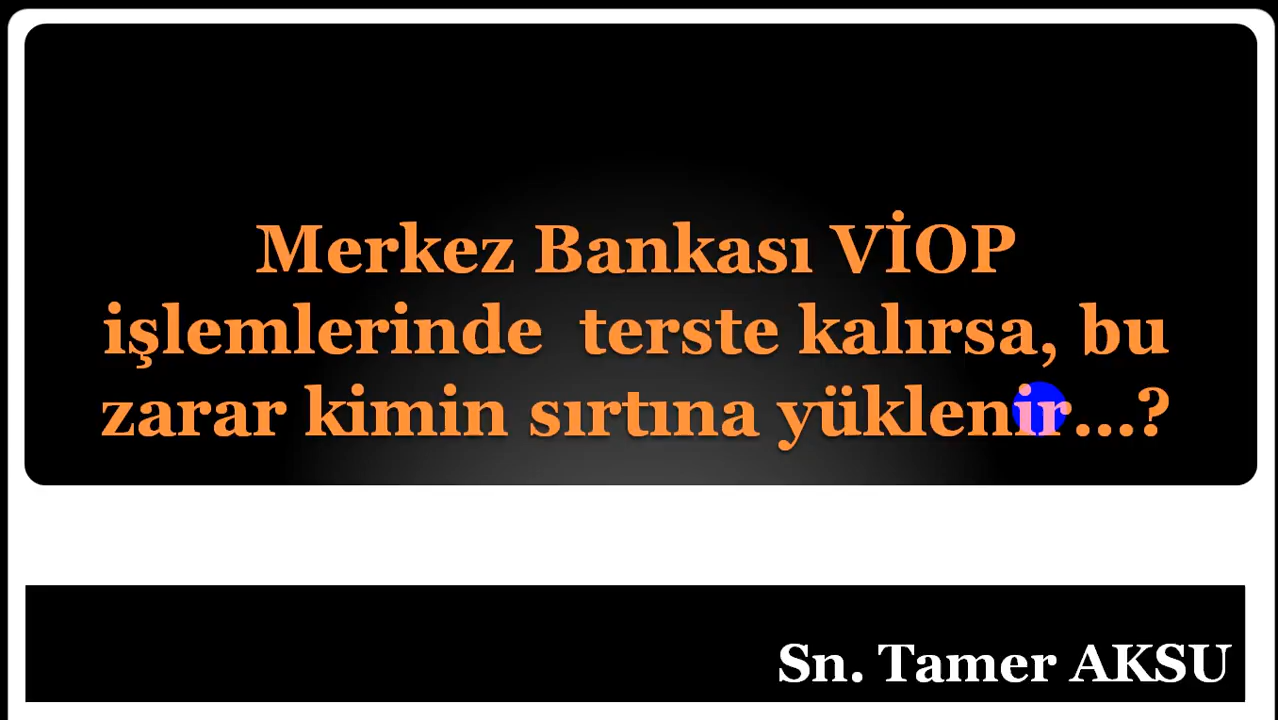 Merkez Bankası VİOP
işlemlerinde terste kalırsa, bu
zarar kimin sırtına yüklenir...?
Sn. Tamer AKSU